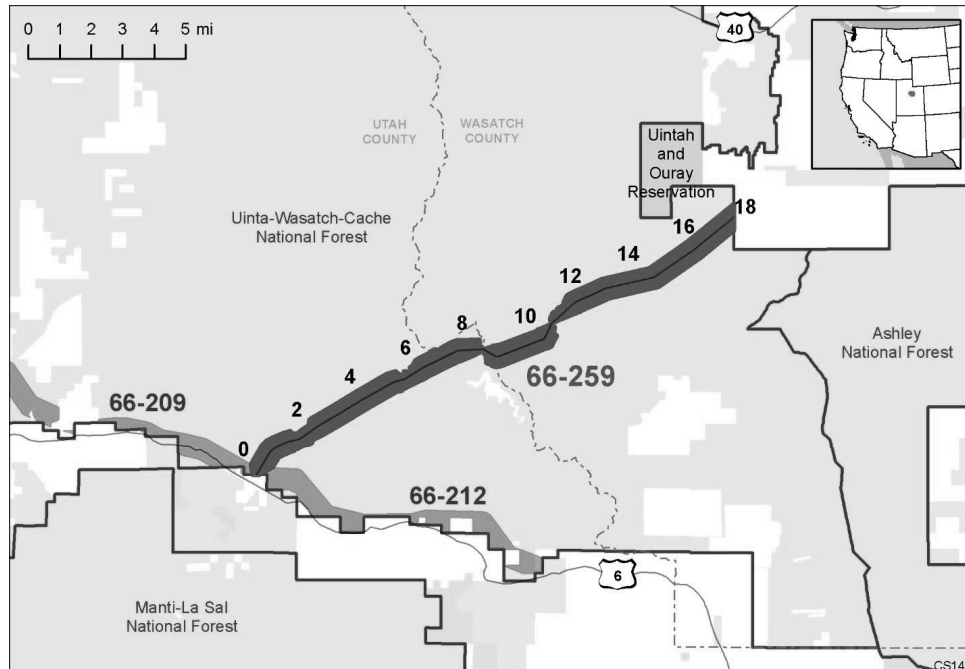 0 1 2 3 4 5 mi
40
UTAH
COUNTY
WASATCH
COUNTY
Uintah
and
Ouray
Reservation
Uinta-Wasatch-Cache
National Forest
18
16
14
12
10
8
6
4
2
0
Ashley
National Forest
66-259
66-209
66-212
6
Manti-La Sal
National Forest
CS14